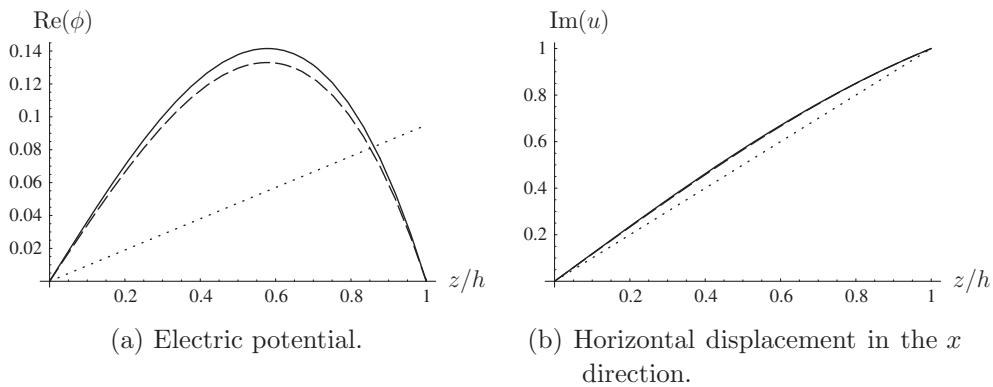 Re(ϕ)
0.14
0.12
0.1
0.08
0.06
0.04
0.02
0.2 0.4 0.6 0.8 1
z/h
(a) Electric potential.
Im(u)
1
0.8
0.6
0.4
0.2
0.2 0.4 0.6 0.8 1
z/h
(b) Horizontal displacement in the x
direction.